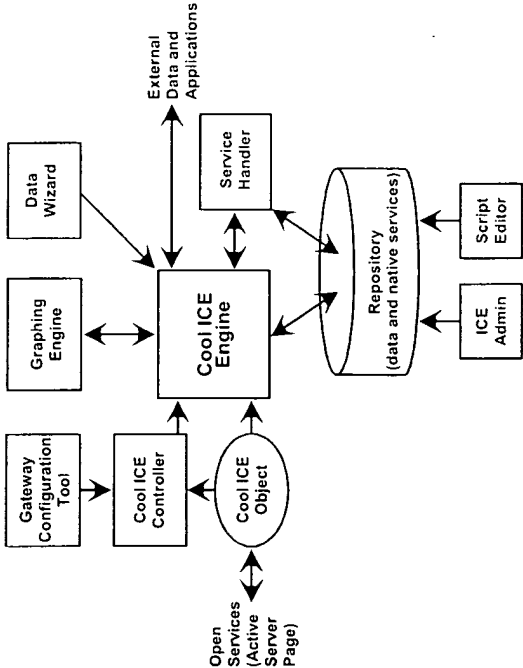 Gateway
Configuration
Tool
Graphing
Engine
Data
Wizard
External
Data and
Applications
Cool ICE
Controller
Cool ICE
Engine
Service
Handler
Open
Services
(Active
Server
Page)
Cool ICE
Object
Repository
(data and native services)
ICE
Admin
Script
Editor